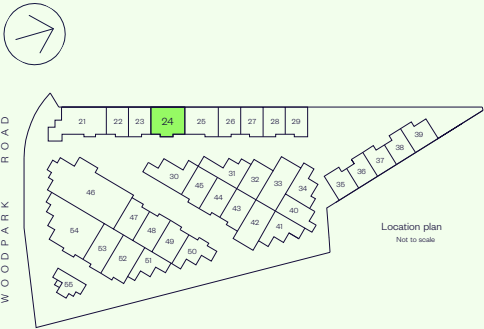 WOODPARK ROAD
21 22 23 24 25 26 27 28 29
39
38
37
36
35
30 31 32 33 34
45 44 43 42 41 40
46 47 48 49 50
54 53 52 51
55
Location plan
Not to scale